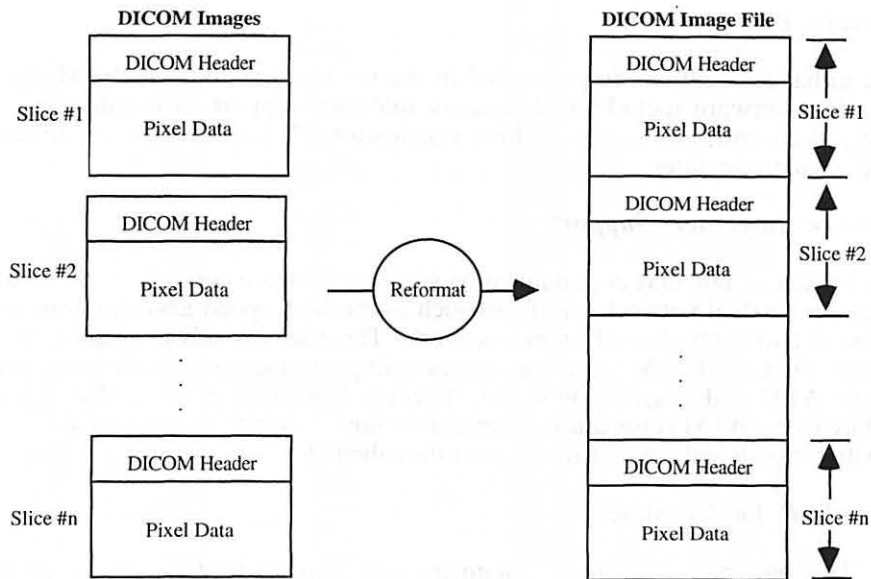 DICOM Images
DICOM Header
Slice #1
Pixel Data
DICOM Header
Slice #2
Pixel Data
DICOM Header
Slice #n
Pixel Data
Reformat
DICOM Image File
DICOM Header
Slice #1
Pixel Data
DICOM Header
Slice #2
Pixel Data
DICOM Header
Slice #n
Pixel Data